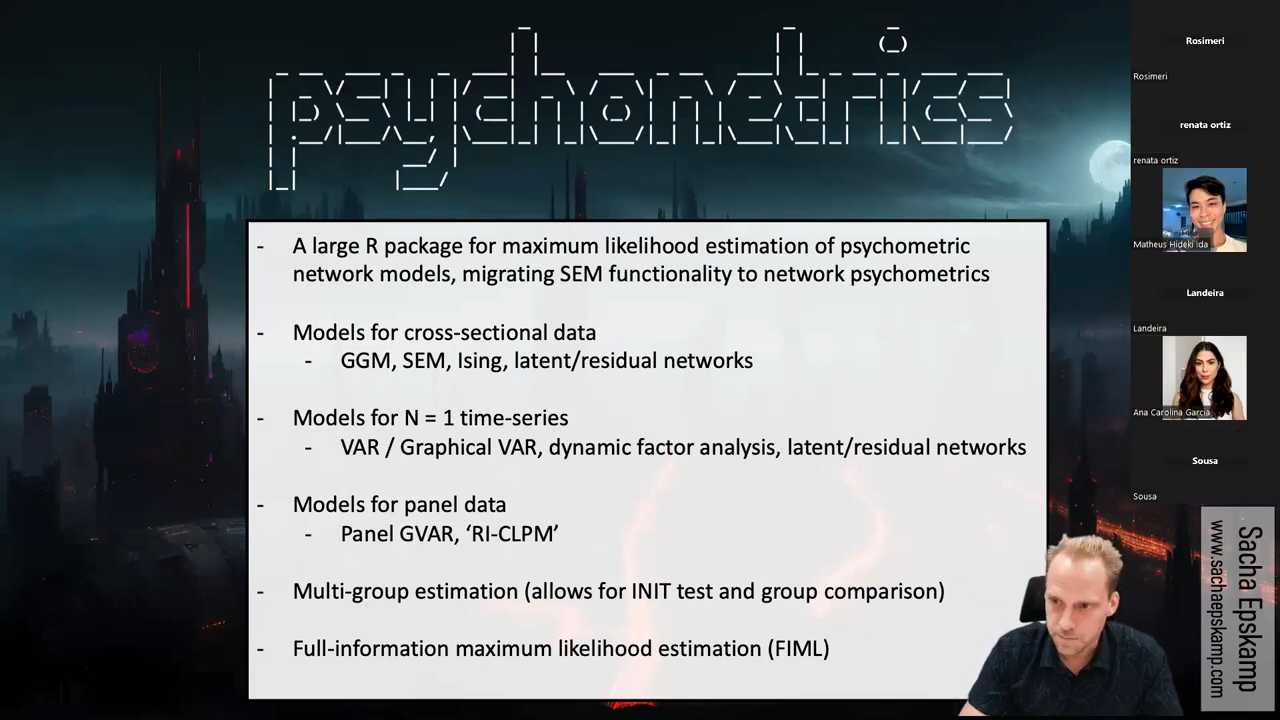 psychonetrics
- A large R package for maximum likelihood estimation of psychometric
network models, migrating SEM functionality to network psychometrics
- Models for cross-sectional data
- GGM, SEM, Ising, latent/residual networks
- Models for N = 1 time-series
- VAR / Graphical VAR, dynamic factor analysis, latent/residual networks
- Models for panel data
- Panel GVAR, ‘RI-CLPM’
- Multi-group estimation (allows for INIT test and group comparison)
- Full-information maximum likelihood estimation (FIML)
Rosimeri
Rosimeri
renata ortiz
renata ortiz
Matheus Hideki Ida
Landeira
Landeira
Ana Carolina Garcia
Sousa
Sousa
Sacha Epskamp
www.sachaepskamp.com